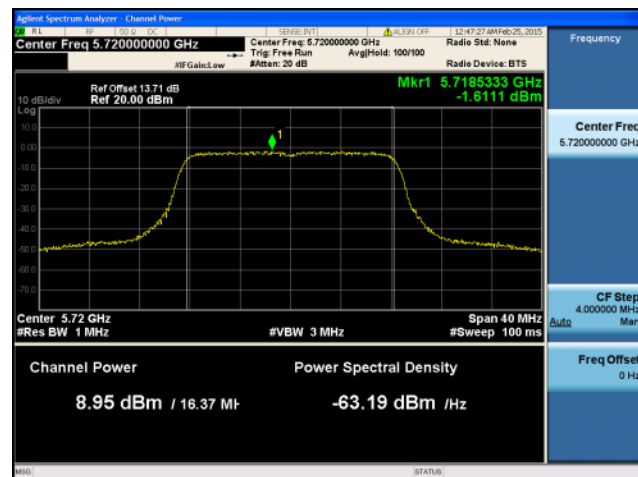 Agilent Spectrum Analyzer - Channel Power
RL RF 50 Ω DC SENSE:INT ALIGN OFF 12:47:27 AM Feb 25, 2015
Center Freq 5.720000000 GHz
Center Freq: 5.720000000 GHz
Radio Std: None
Trig: Free Run Avg|Hold: 100/100
#IFGain:Low #Atten: 20 dB Radio Device: BTS
Frequency
Ref Offset 13.71 dB
Mkr1 5.7185333 GHz
10 dB/div Ref 20.00 dBm -1.6111 dBm
Log
10.0
0.00
-10.0
-20.0
-30.0
-40.0
-50.0
-60.0
-70.0
1
Center 5.72 GHz Span 40 MHz
#Res BW 1 MHz #VBW 3 MHz #Sweep 100 ms
Channel Power Power Spectral Density
8.95 dBm / 16.37 MH -63.19 dBm /Hz
Center Freq
5.720000000 GHz
CF Step
4.000000 MHz
Auto Man
Freq Offset
0 Hz
MSG STATUS